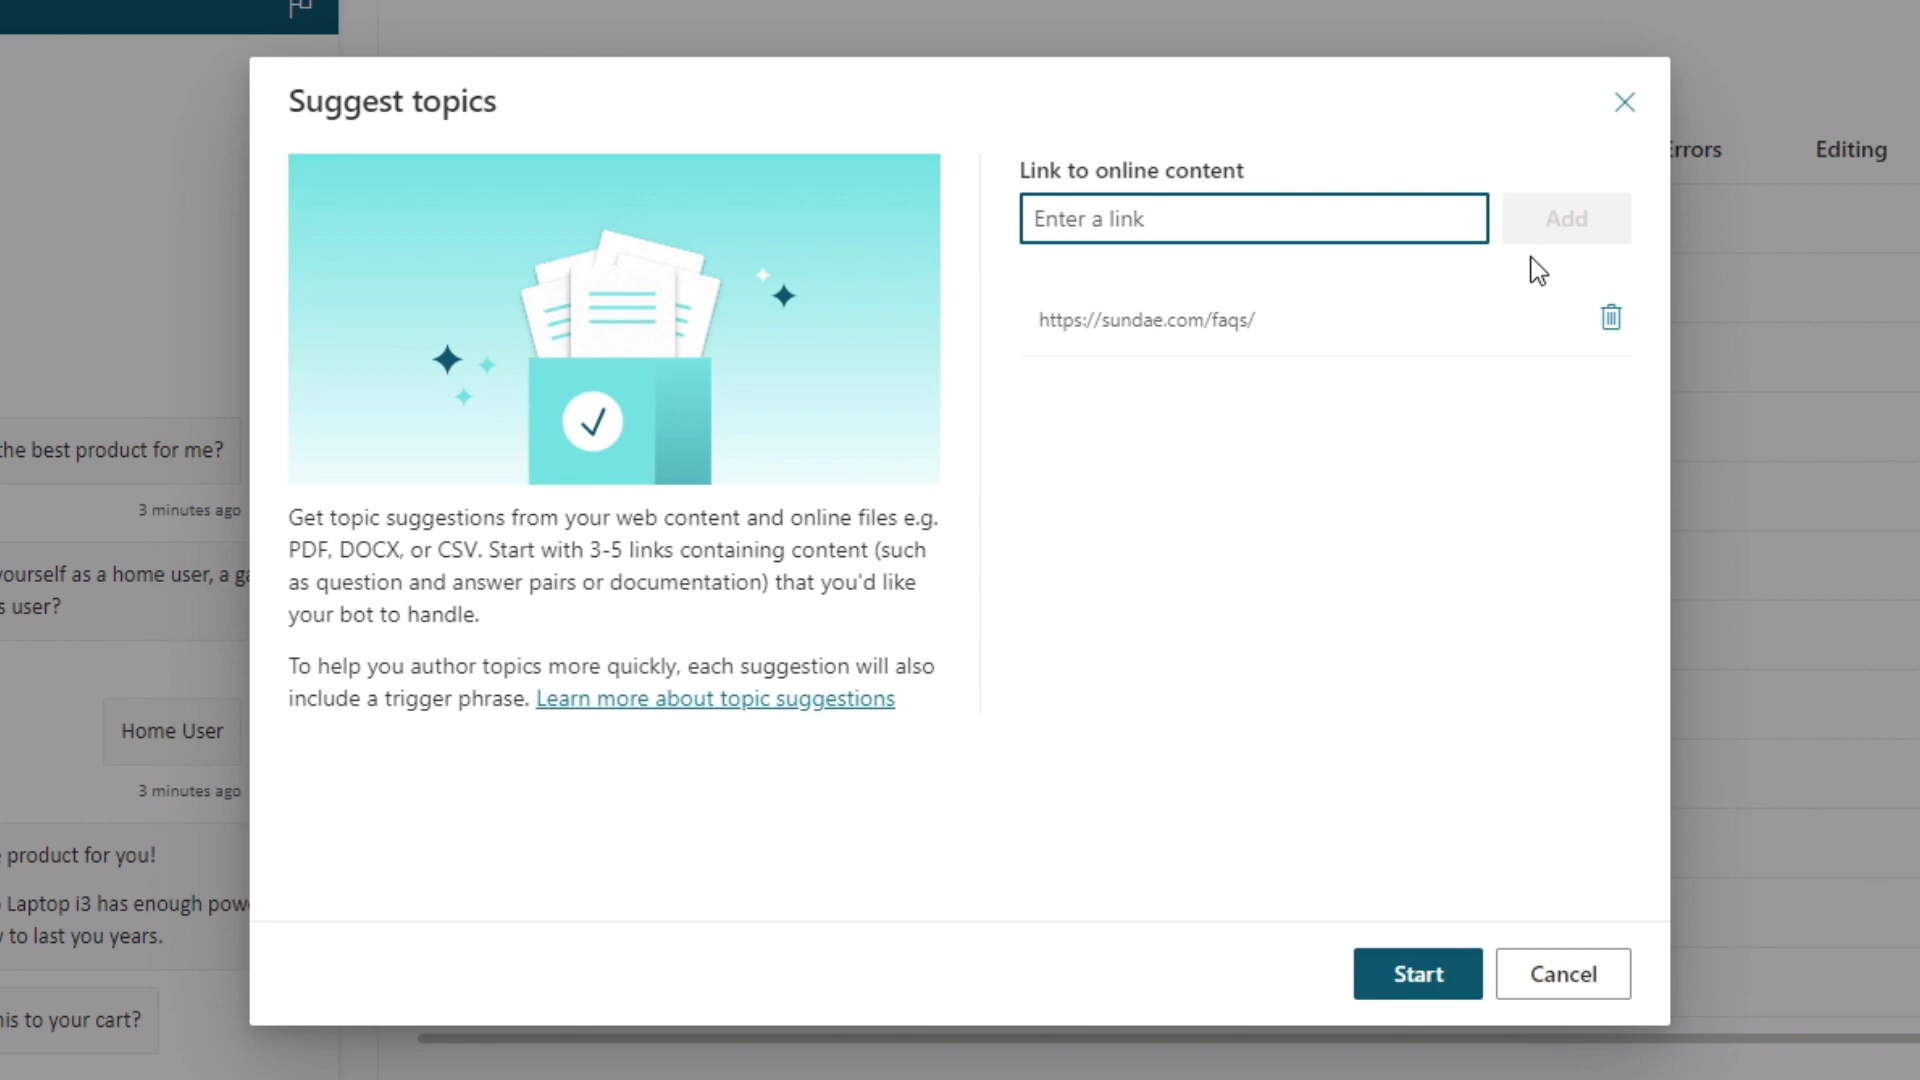 Suggest topics
Link to online content
Enter a link
Add
https://sundae.com/faqs/
Get topic suggestions from your web content and online files e.g.
PDF, DOCX, or CSV. Start with 3-5 links containing content (such
as question and answer pairs or documentation) that you'd like
your bot to handle.
To help you author topics more quickly, each suggestion will also
include a trigger phrase. Learn more about topic suggestions
Start
Cancel
Errors
Editing
the best product for me?
3 minutes ago
yourself as a home user, a
user?
Home User
3 minutes ago
product for you!
Laptop i3 has enough
to last you years.
to your cart?